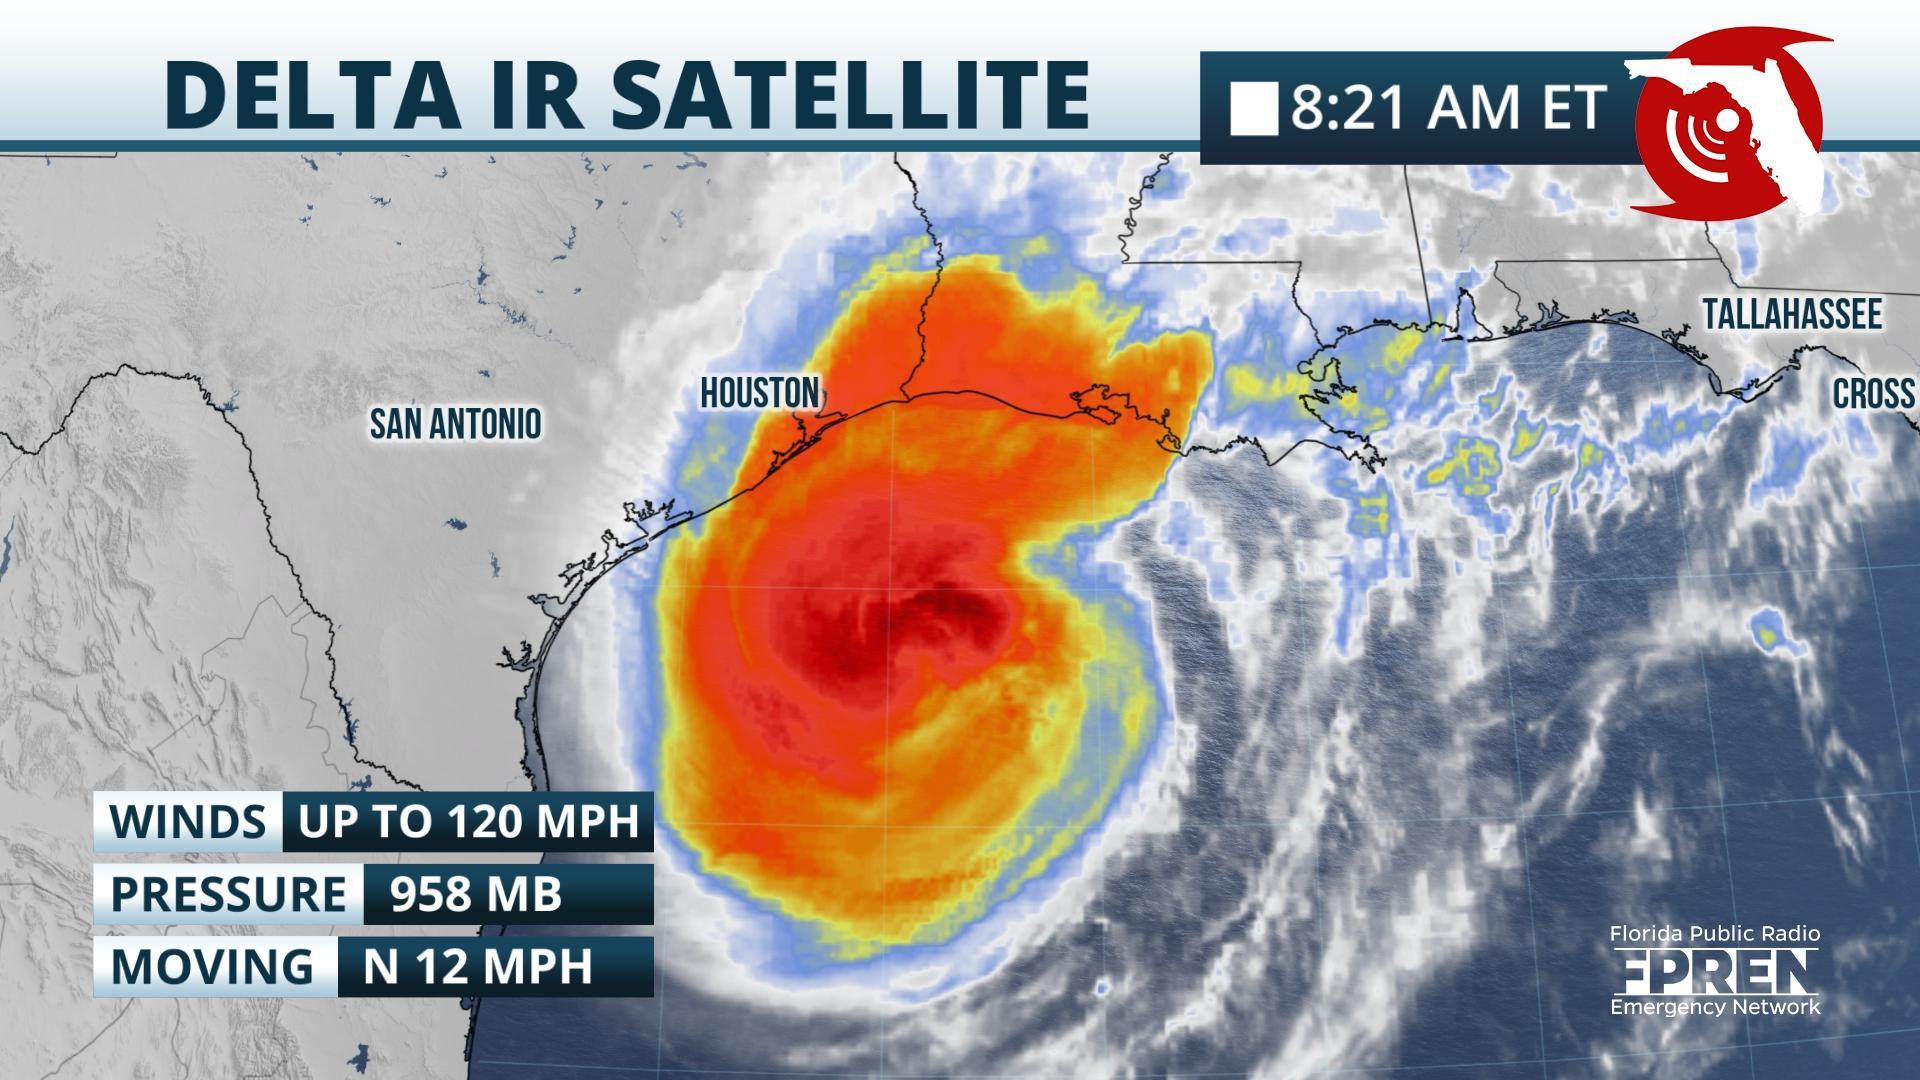 DELTA IR SATELLITE
8:21 AM ET
TALLAHASSEE
HOUSTON
CROSS
SAN ANTONIO
WINDS UP TO 120 MPH
PRESSURE 958 MB
MOVING N 12 MPH
Florida Public Radio
FPREN
Emergency Network